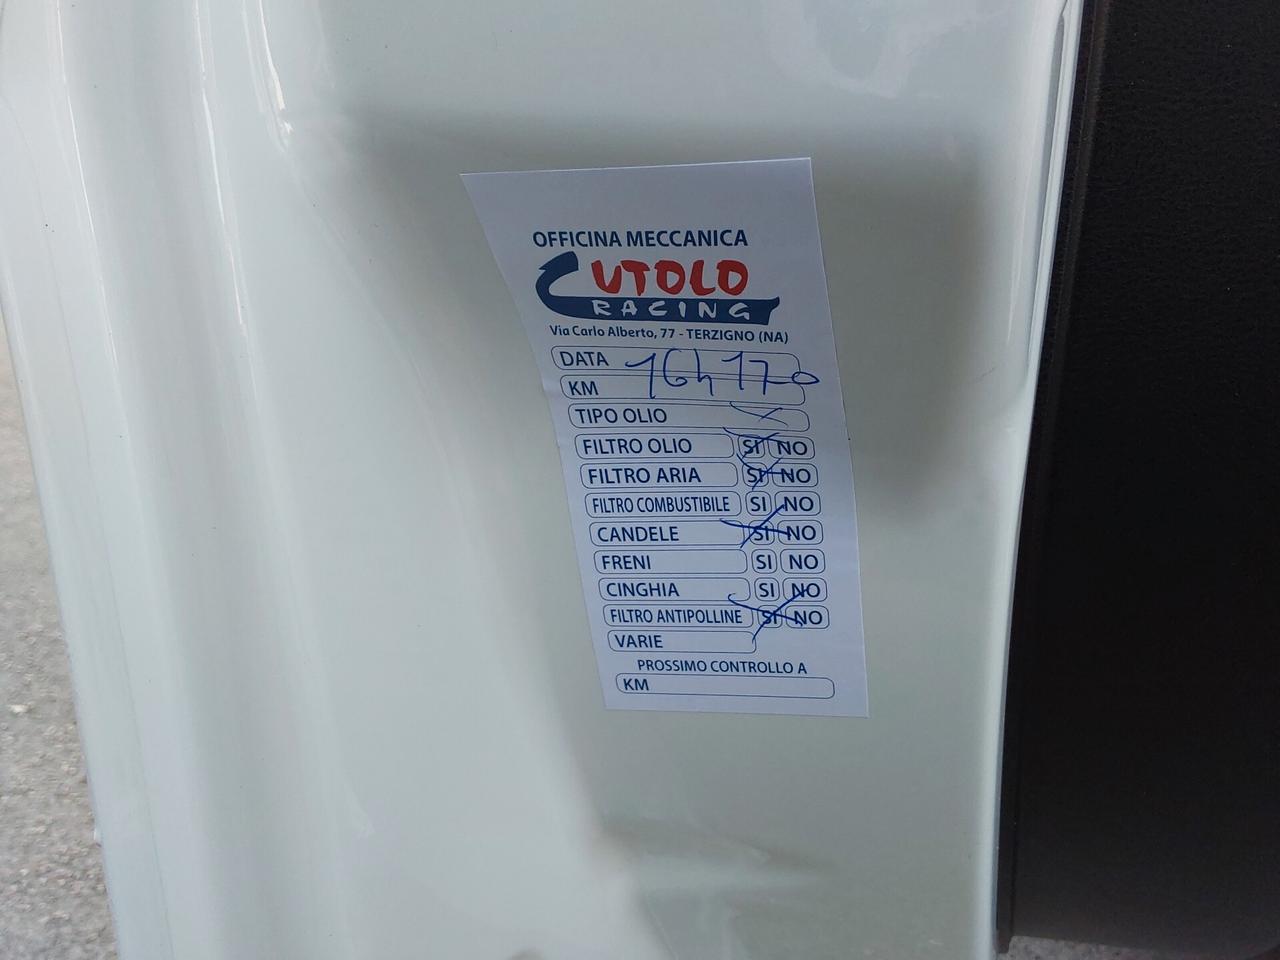 OFFICINA MECCANICA
CUTOLO
RACING
Via Carlo Alberto, 77 - TERZIGNO (NA)
DATA
KM 164170
TIPO OLIO
FILTRO OLIO SI NO
FILTRO ARIA SI NO
FILTRO COMBUSTIBILE SI NO
CANDELE SI NO
FRENI SI NO
CINGHIA SI NO
FILTRO ANTIPOLLINE SI NO
VARIE
PROSSIMO CONTROLLO A
KM